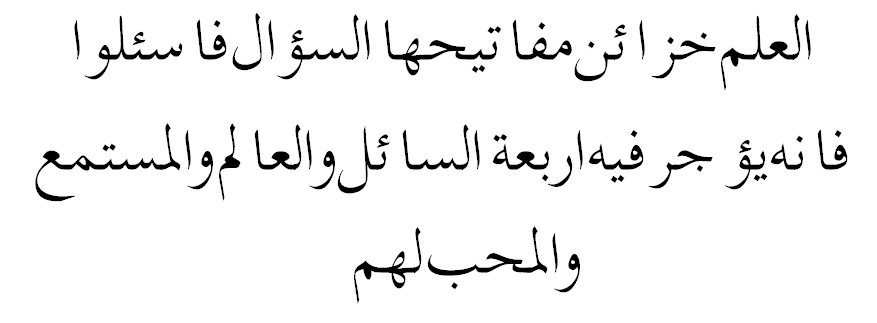 العلم خزائن مفاتيحها السؤال فاسئلوا
فانه يؤجر فيه اربعة السائل والعالم والمستمع
والمحب لهم